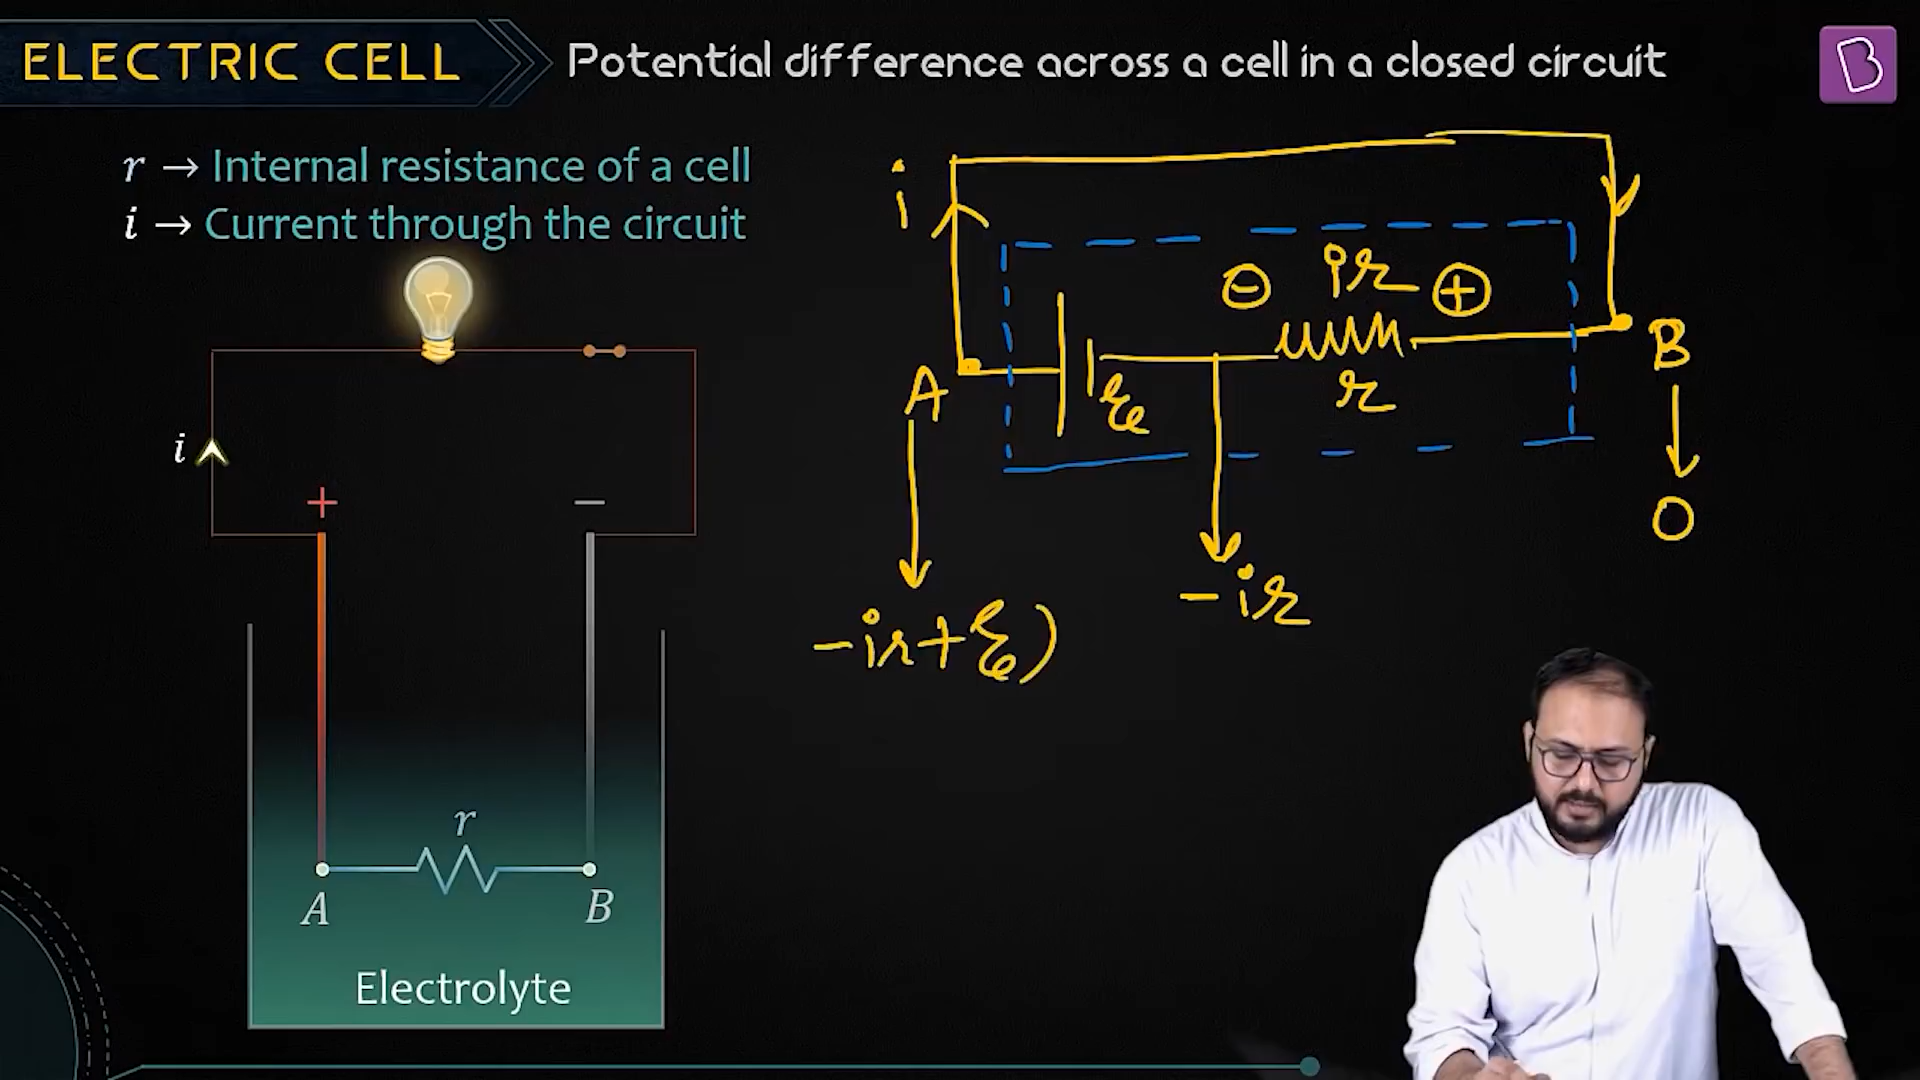 ELECTRIC CELL
Potential difference across a cell in a closed circuit
B
r → Internal resistance of a cell
i → Current through the circuit
i
+
−
r
A
B
Electrolyte
i
⊖ ir ⊕
A
ξ
r
B
0
-ir
-ir+ξ)